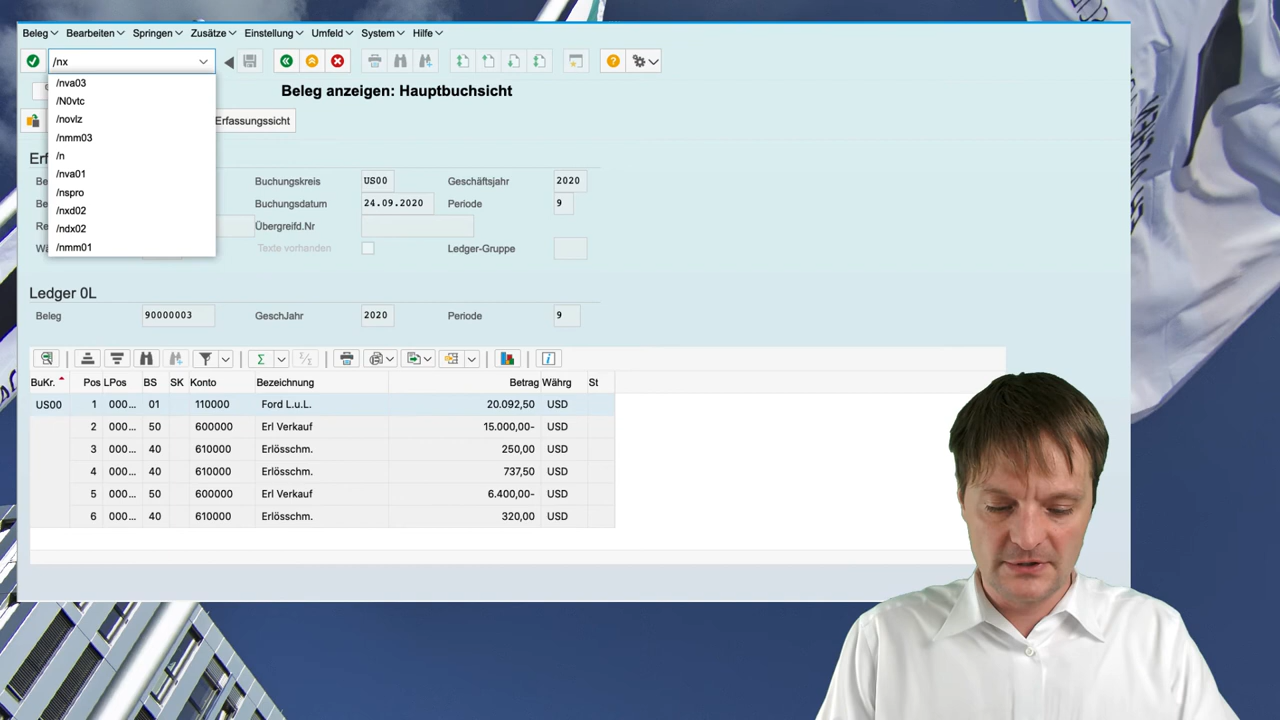 Beleg Bearbeiten Springen Zusätze Einstellung Umfeld System Hilfe
/nx
/nva03
/N0vtc
/novlz
/nmm03
/n
/nva01
/nspro
/nxd02
/ndx02
/nmm01
Beleg anzeigen: Hauptbuchsicht
Erfassungssicht
Buchungskreis US00 Geschäftsjahr 2020
Buchungsdatum 24.09.2020 Periode 9
Übergreifd.Nr
Texte vorhanden Ledger-Gruppe
Ledger 0L
Beleg 90000003 GeschJahr 2020 Periode 9
BuKr. Pos LPos BS SK Konto Bezeichnung Betrag Währg St
US00 1 000... 01 110000 Ford L.u.L. 20.092,50 USD
2 000... 50 600000 Erl Verkauf 15.000,00- USD
3 000... 40 610000 Erlösschm. 250,00 USD
4 000... 40 610000 Erlösschm. 737,50 USD
5 000... 50 600000 Erl Verkauf 6.400,00- USD
6 000... 40 610000 Erlösschm. 320,00 USD